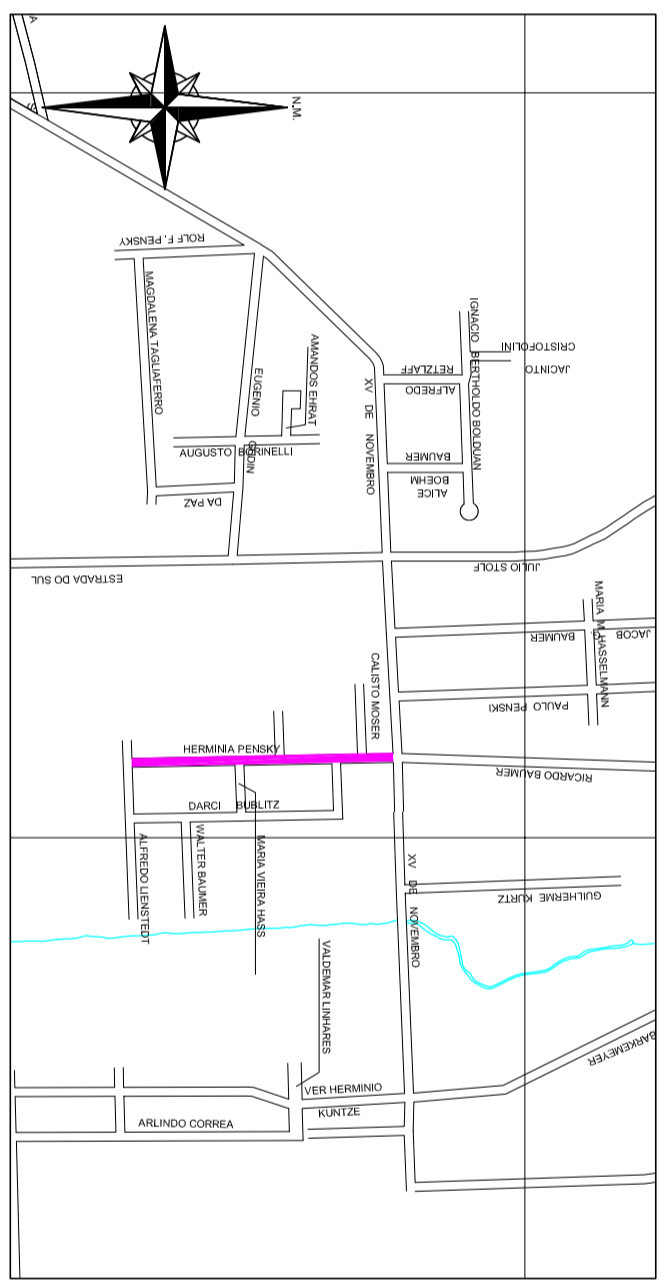 N.M.
ROLF F. PENSKY
MAGDALENA TAGLIAFERRO
EUGENIO
GODIN
AMANDOS EHRAT
AUGUSTO BORINELLI
DA PAZ
XV DE NOVEMBRO
IGNACIO BERTHOLDO BOLDUAN
JACINTO
CRISTOFOLINI
ALFREDO
RETZLAFF
ALICE
BOEHM
BAUMER
ESTRADA DO SUL
JULIO STOLF
MARIA M. HASSELMANN
JACOB
BAUMER
PAULO PENSKI
CALISTO MOSER
HERMINIA PENSKY
RICARDO BAUMER
DARCI BUBLITZ
ALFREDO LIENSTEDT
WALTER BAUMER
MARIA VIEIRA HASS
XV DE NOVEMBRO
GUILHERME KURTZ
VALDEMAR LINHARES
BARKEMEYER
VER HERMINIO
KUNTZE
ARLINDO CORREA